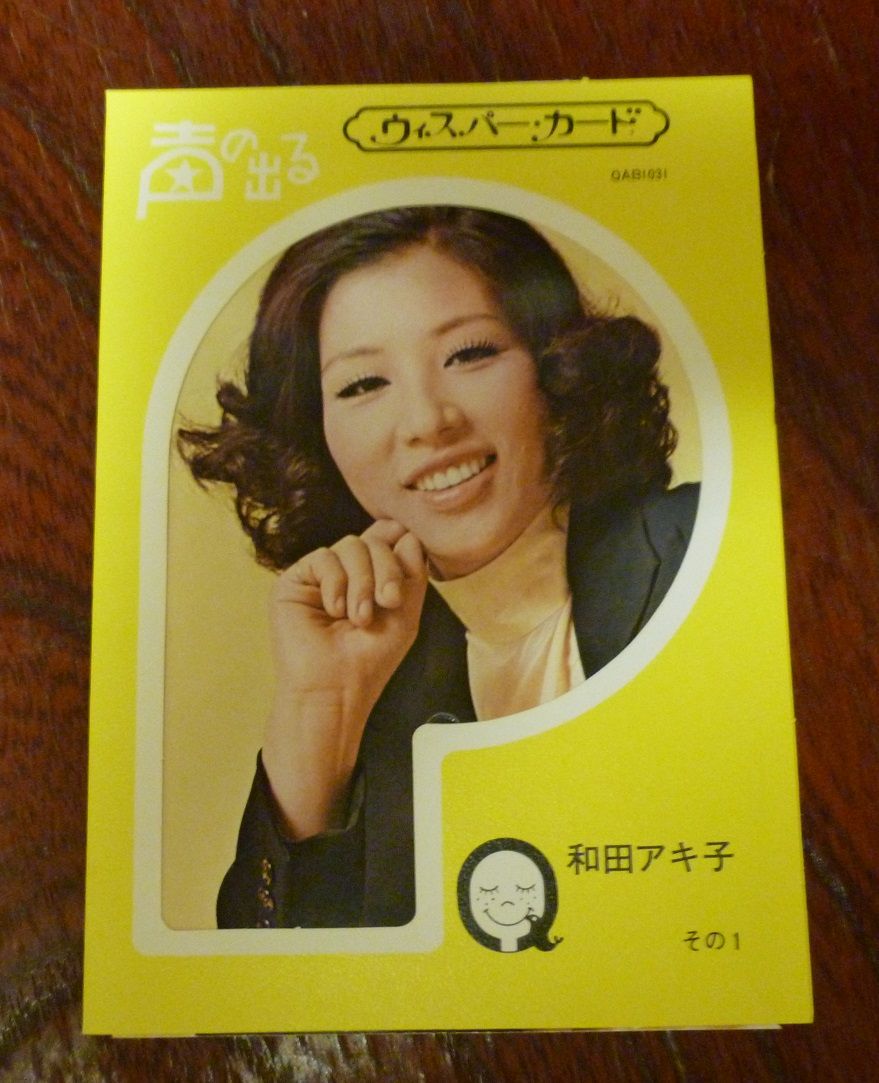 声の出る
ウィスパー・カード
QAB1031
和田アキ子
その1